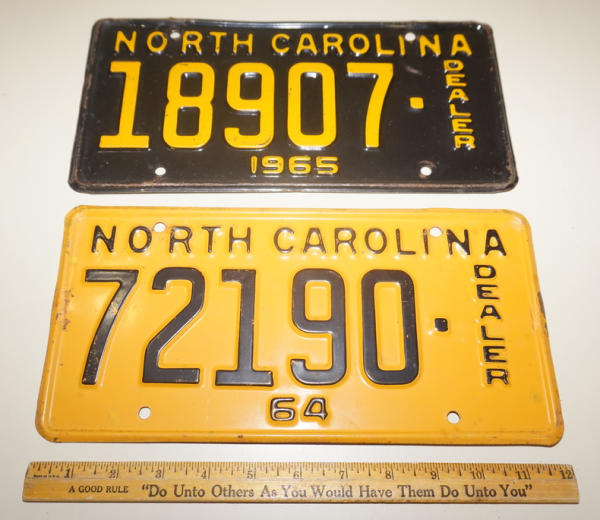 NORTH CAROLINA
18907·
DEALER
1965
NORTH CAROLINA
72190·
DEALER
64
1 2 3 4 5 6 7 8 9 10 11 12
A GOOD RULE "Do Unto Others As You Would Have Them Do Unto You"